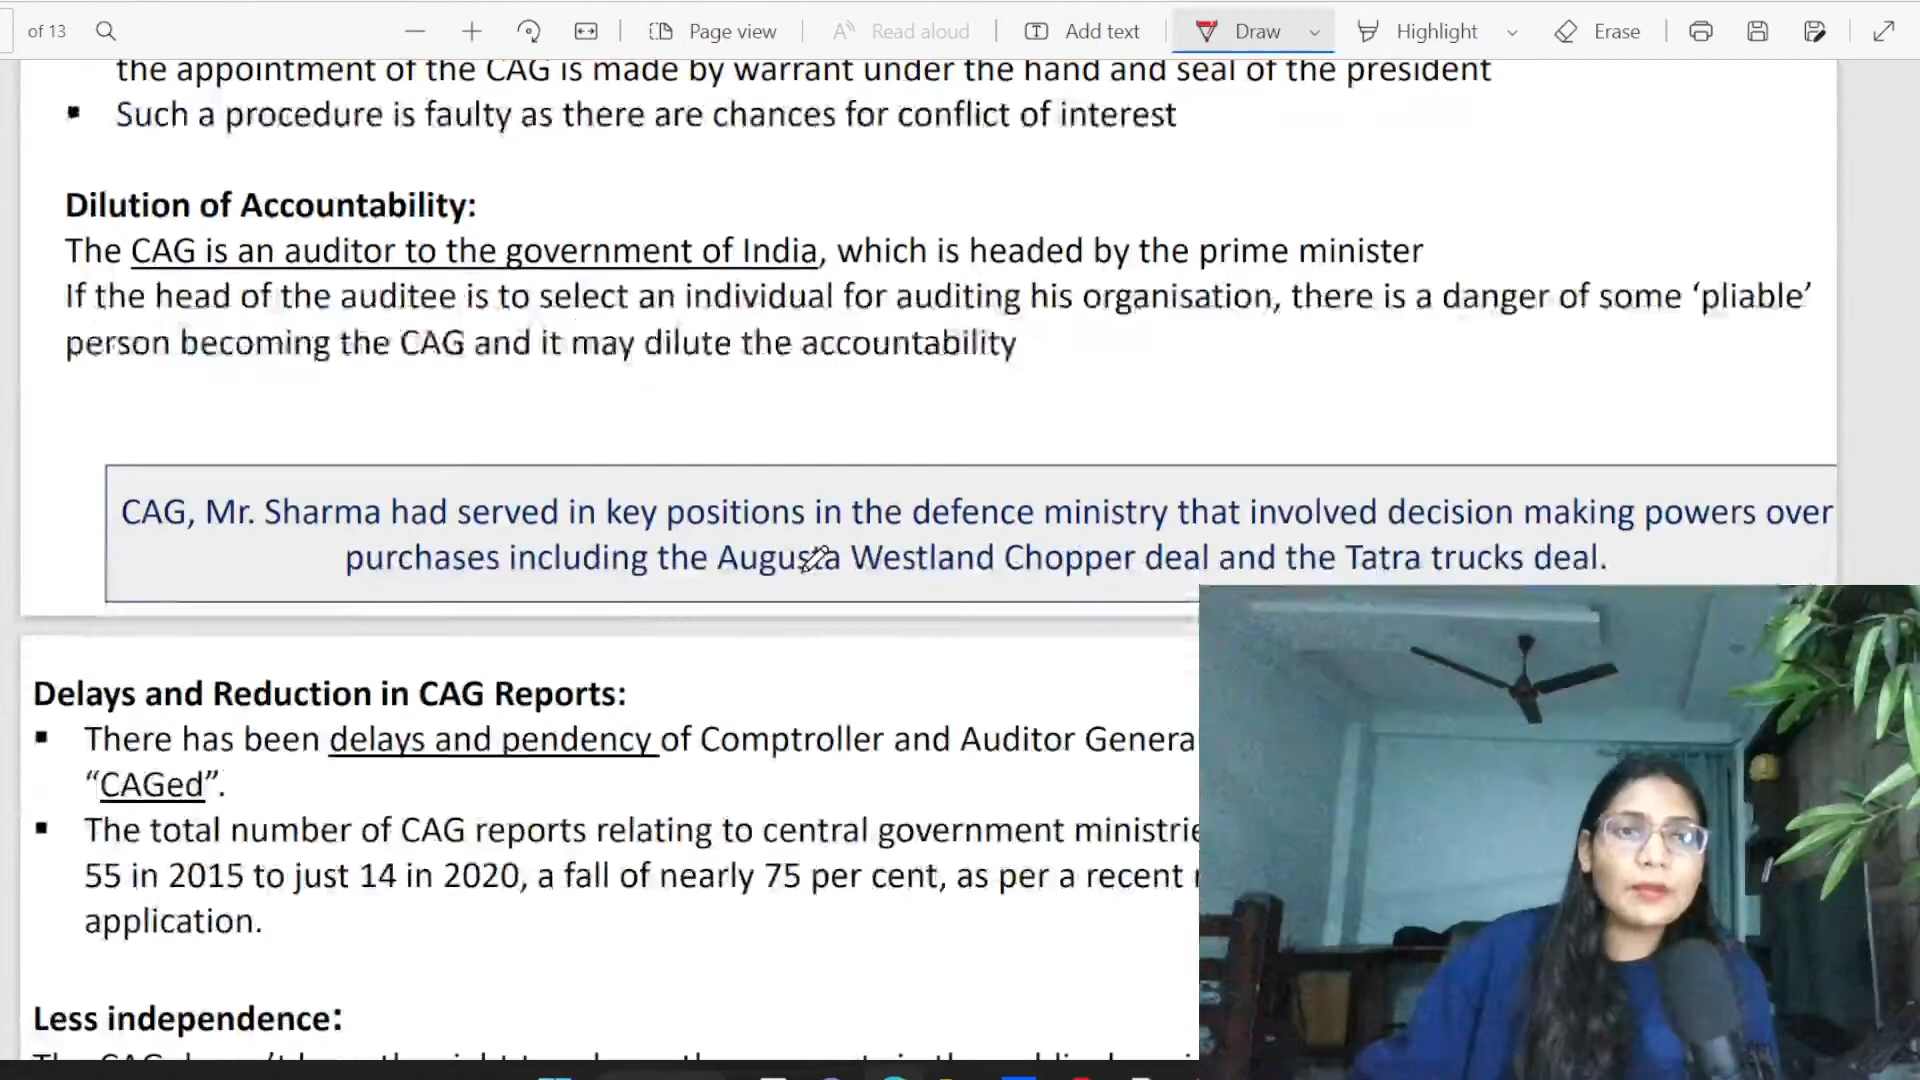 of 13
Page view
Read aloud
Add text
Draw
Highlight
Erase
the appointment of the CAG is made by warrant under the hand and seal of the president
▪ Such a procedure is faulty as there are chances for conflict of interest
Dilution of Accountability:
The CAG is an auditor to the government of India, which is headed by the prime minister
If the head of the auditee is to select an individual for auditing his organisation, there is a danger of some ‘pliable’
person becoming the CAG and it may dilute the accountability
CAG, Mr. Sharma had served in key positions in the defence ministry that involved decision making powers over
purchases including the Augusta Westland Chopper deal and the Tatra trucks deal.
Delays and Reduction in CAG Reports:
▪ There has been delays and pendency of Comptroller and Auditor Genera
“CAGed”.
▪ The total number of CAG reports relating to central government ministrie
55 in 2015 to just 14 in 2020, a fall of nearly 75 per cent, as per a recent
application.
Less independence: